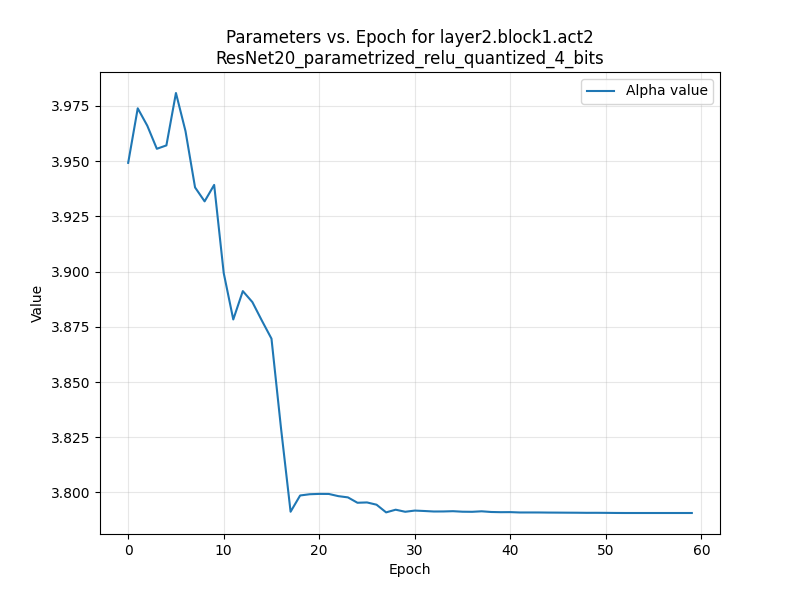 Parameters vs. Epoch for layer2.block1.act2
ResNet20_parametrized_relu_quantized_4_bits
Alpha value
3.975
3.950
3.925
3.900
3.875
3.850
3.825
3.800
Value
0 10 20 30 40 50 60
Epoch